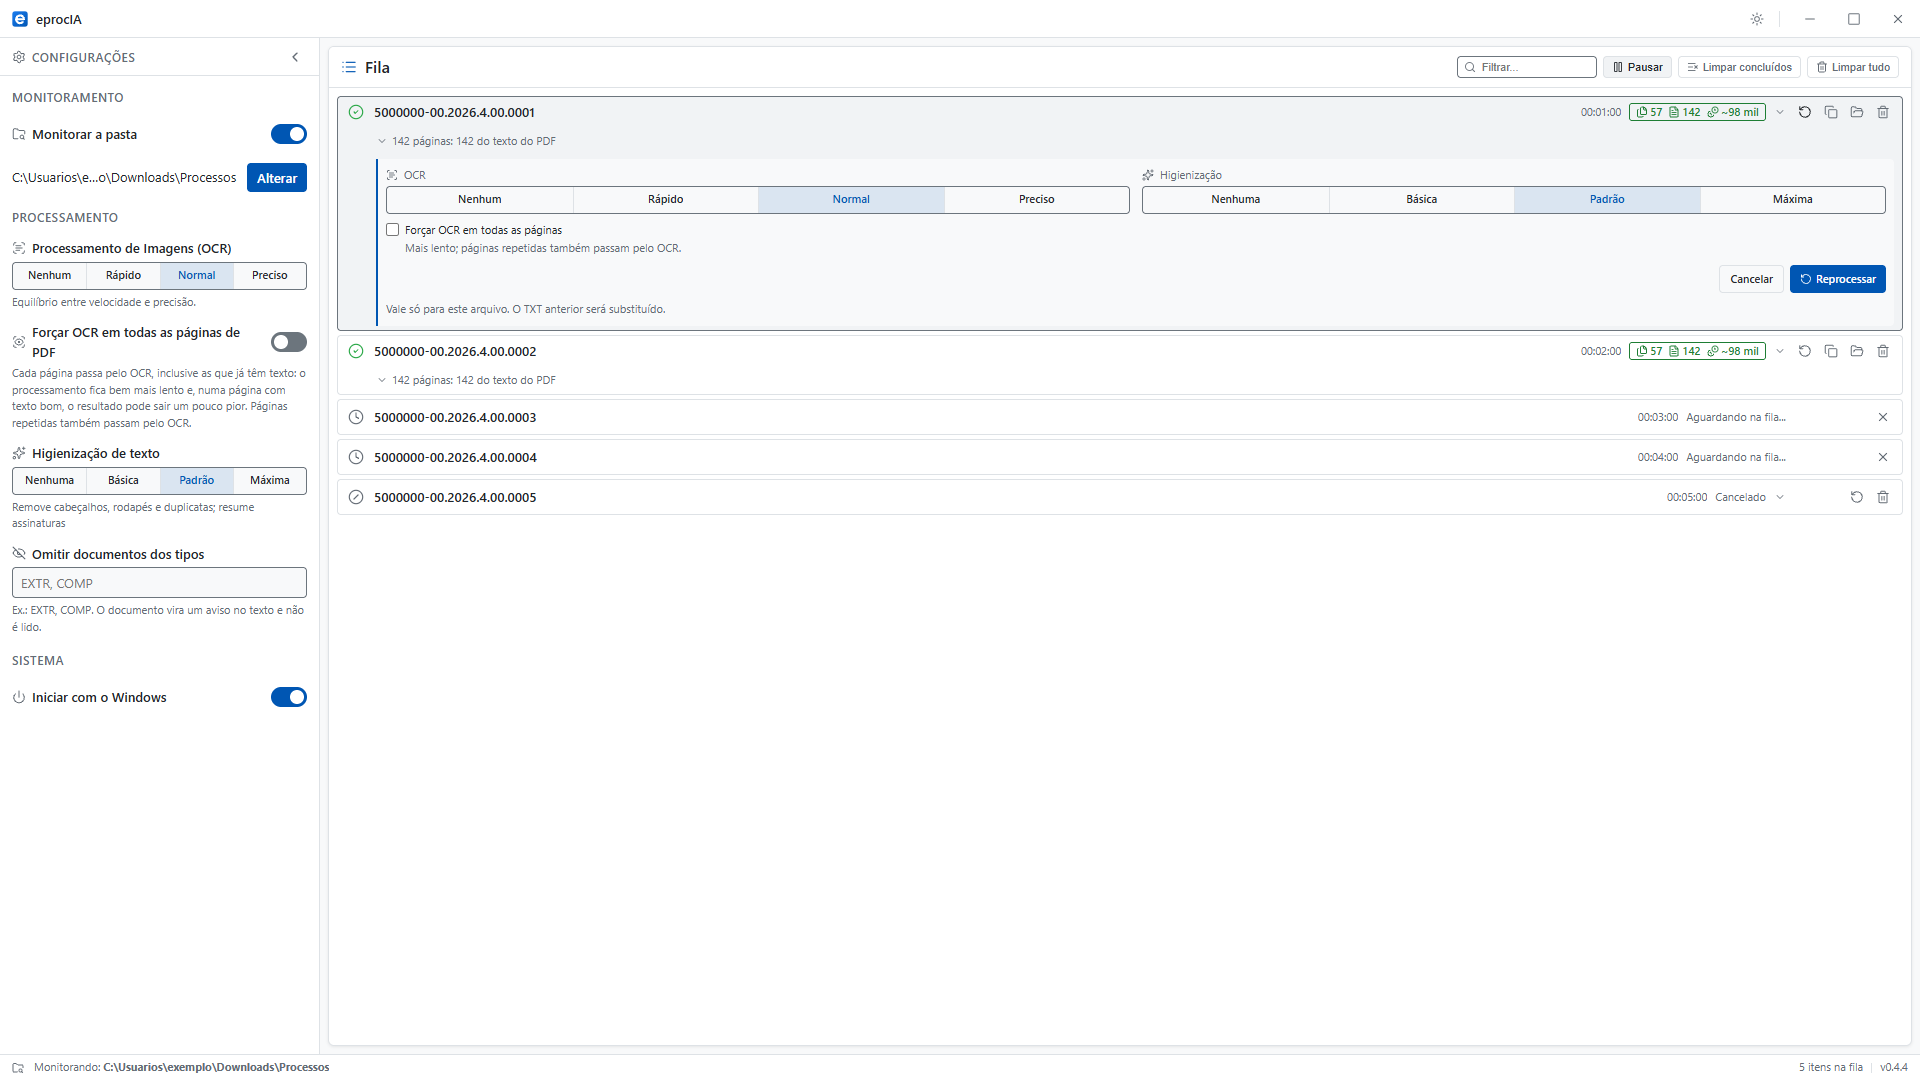 eprocIA
CONFIGURAÇÕES
MONITORAMENTO
Monitorar a pasta
C:\Usuarios\e...o\Downloads\Processos
Alterar
PROCESSAMENTO
Processamento de Imagens (OCR)
Nenhum Rápido Normal Preciso
Equilíbrio entre velocidade e precisão.
Forçar OCR em todas as páginas de
PDF
Cada página passa pelo OCR, inclusive as que já têm texto: o
processamento fica bem mais lento e, numa página com
texto bom, o resultado pode sair um pouco pior. Páginas
repetidas também passam pelo OCR.
Higienização de texto
Nenhuma Básica Padrão Máxima
Remove cabeçalhos, rodapés e duplicatas; resume
assinaturas
Omitir documentos dos tipos
EXTR, COMP
Ex.: EXTR, COMP. O documento vira um aviso no texto e não
é lido.
SISTEMA
Iniciar com o Windows
Fila
Filtrar...
Pausar
Limpar concluídos
Limpar tudo
5000000-00.2026.4.00.0001
00:01:00 57 142 ~98 mil
142 páginas: 142 do texto do PDF
OCR
Nenhum Rápido Normal Preciso
Higienização
Nenhuma Básica Padrão Máxima
Forçar OCR em todas as páginas
Mais lento; páginas repetidas também passam pelo OCR.
Cancelar Reprocessar
Vale só para este arquivo. O TXT anterior será substituído.
5000000-00.2026.4.00.0002
00:02:00 57 142 ~98 mil
142 páginas: 142 do texto do PDF
5000000-00.2026.4.00.0003
00:03:00 Aguardando na fila...
5000000-00.2026.4.00.0004
00:04:00 Aguardando na fila...
5000000-00.2026.4.00.0005
00:05:00 Cancelado
Monitorando: C:\Usuarios\exemplo\Downloads\Processos
5 itens na fila v0.4.4